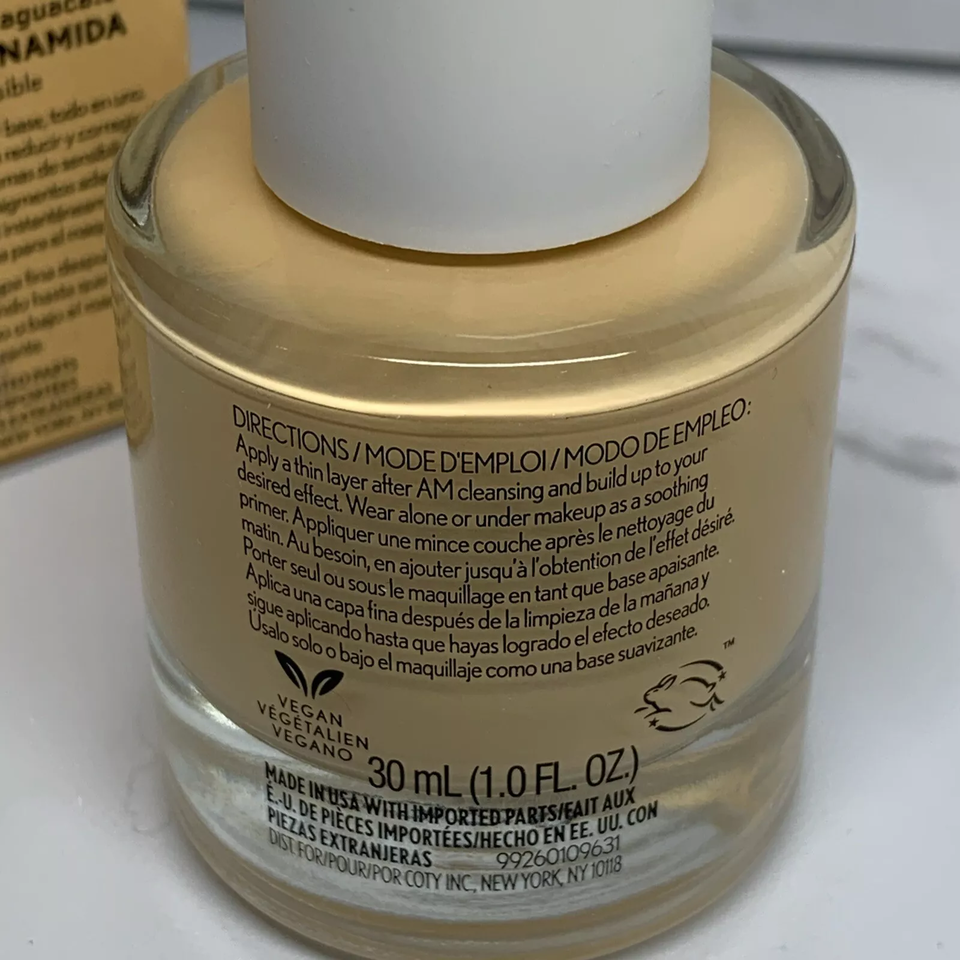 NAMIDA
DIRECTIONS / MODE D'EMPLOI / MODO DE EMPLEO:
Apply a thin layer after AM cleansing and build up to your
desired effect. Wear alone or under makeup as a soothing
primer. Appliquer une mince couche après le nettoyage du
matin. Au besoin, en ajouter jusqu'à l'obtention de l'effet désiré.
Porter seul ou sous le maquillage en tant que base apaisante.
Aplica una capa fina después de la limpieza de la mañana y
sigue aplicando hasta que hayas logrado el efecto deseado.
Úsalo solo o bajo el maquillaje como una base suavizante.
TM
VEGAN
VÉGÉTALIEN
VEGANO
30 mL (1.0 FL. OZ.)
MADE IN USA WITH IMPORTED PARTS/FAIT AUX
É.-U. DE PIÈCES IMPORTÉES/HECHO EN EE. UU. CON
PIEZAS EXTRANJERAS 99260109631
DIST FOR/POUR/POR COTY INC, NEW YORK, NY 10118